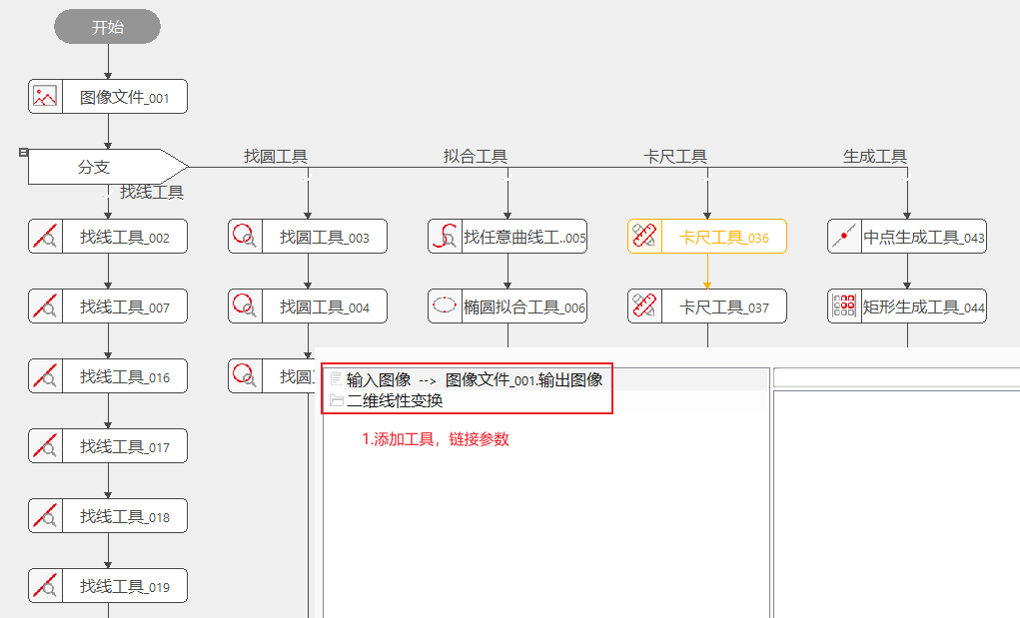 开始
图像文件_001
分支
找线工具
找圆工具
拟合工具
卡尺工具
生成工具
找线工具_002
找圆工具_003
找任意曲线工..005
卡尺工具_036
中点生成工具_043
找线工具_007
找圆工具_004
椭圆拟合工具_006
卡尺工具_037
矩形生成工具_044
找线工具_016
找圆
输入图像 --> 图像文件_001.输出图像
二维线性变换
1.添加工具，链接参数
找线工具_017
找线工具_018
找线工具_019